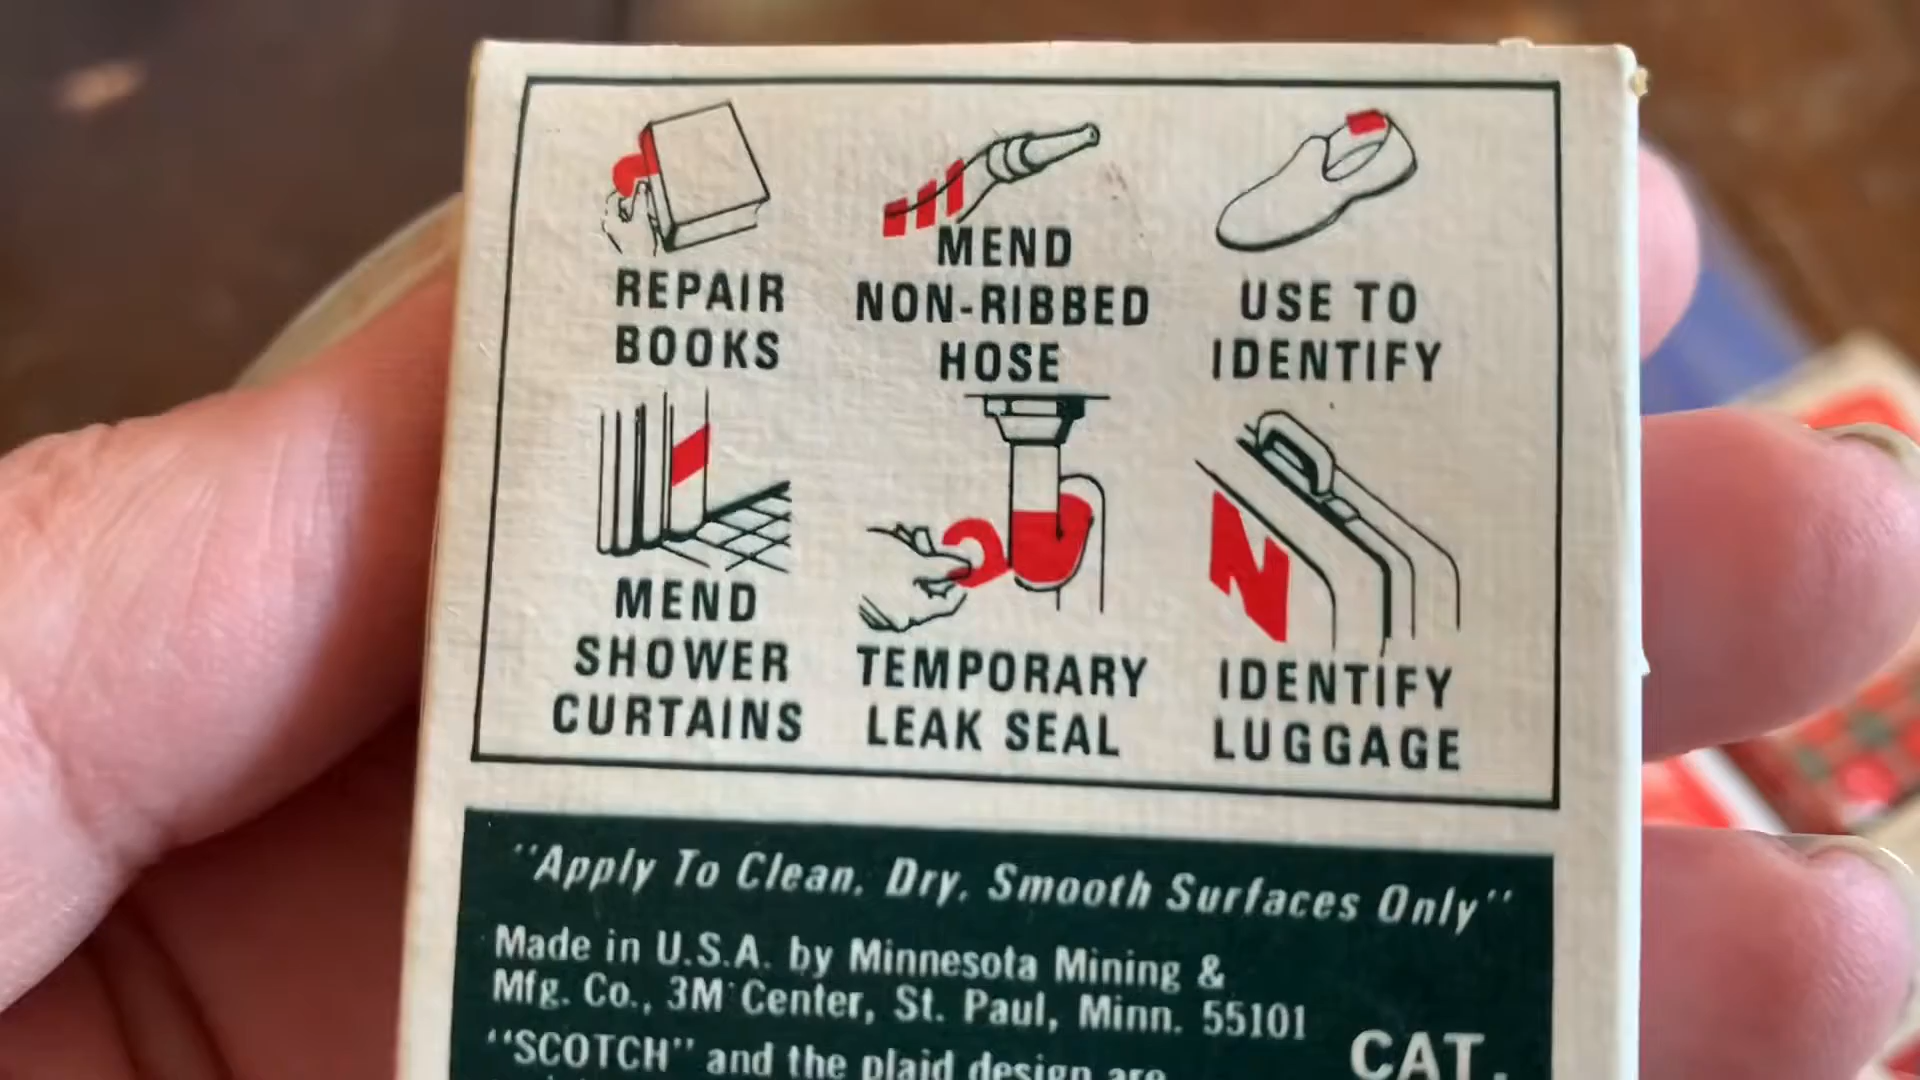 REPAIR
BOOKS
MEND
NON-RIBBED
HOSE
USE TO
IDENTIFY
MEND
SHOWER
CURTAINS
TEMPORARY
LEAK SEAL
N
IDENTIFY
LUGGAGE
"Apply To Clean, Dry, Smooth Surfaces Only"
Made in U.S.A. by Minnesota Mining &
Mfg. Co., 3M Center, St. Paul, Minn. 55101
"SCOTCH" and the plaid design are
CAT.